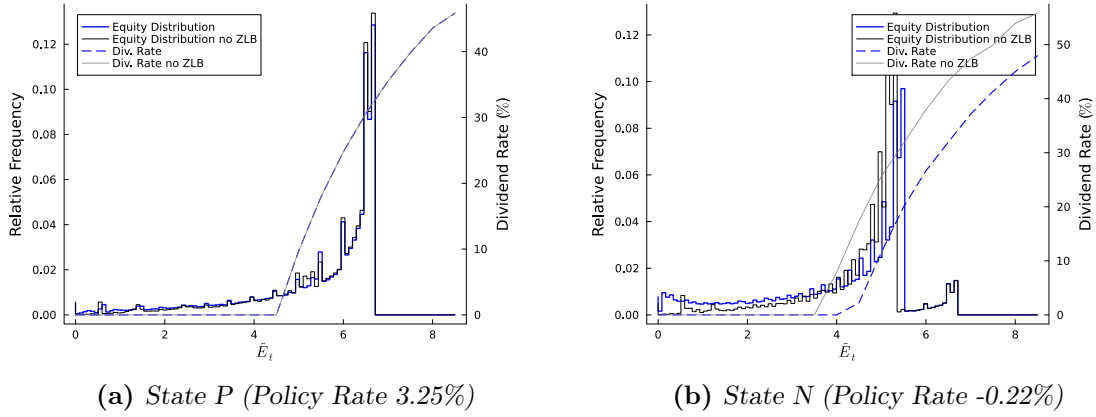 Equity Distribution
Equity Distribution no ZLB
Div. Rate
Div. Rate no ZLB
Relative Frequency
0.12
0.10
0.08
0.06
0.04
0.02
0.00
0 2 4 6 8
Ẽt
40
30
20
10
0
Dividend Rate (%)
(a) State P (Policy Rate 3.25%)
Equity Distribution
Equity Distribution no ZLB
Div. Rate
Div. Rate no ZLB
Relative Frequency
0.12
0.10
0.08
0.06
0.04
0.02
0.00
0 2 4 6 8
Ẽt
50
40
30
20
10
0
Dividend Rate (%)
(b) State N (Policy Rate -0.22%)